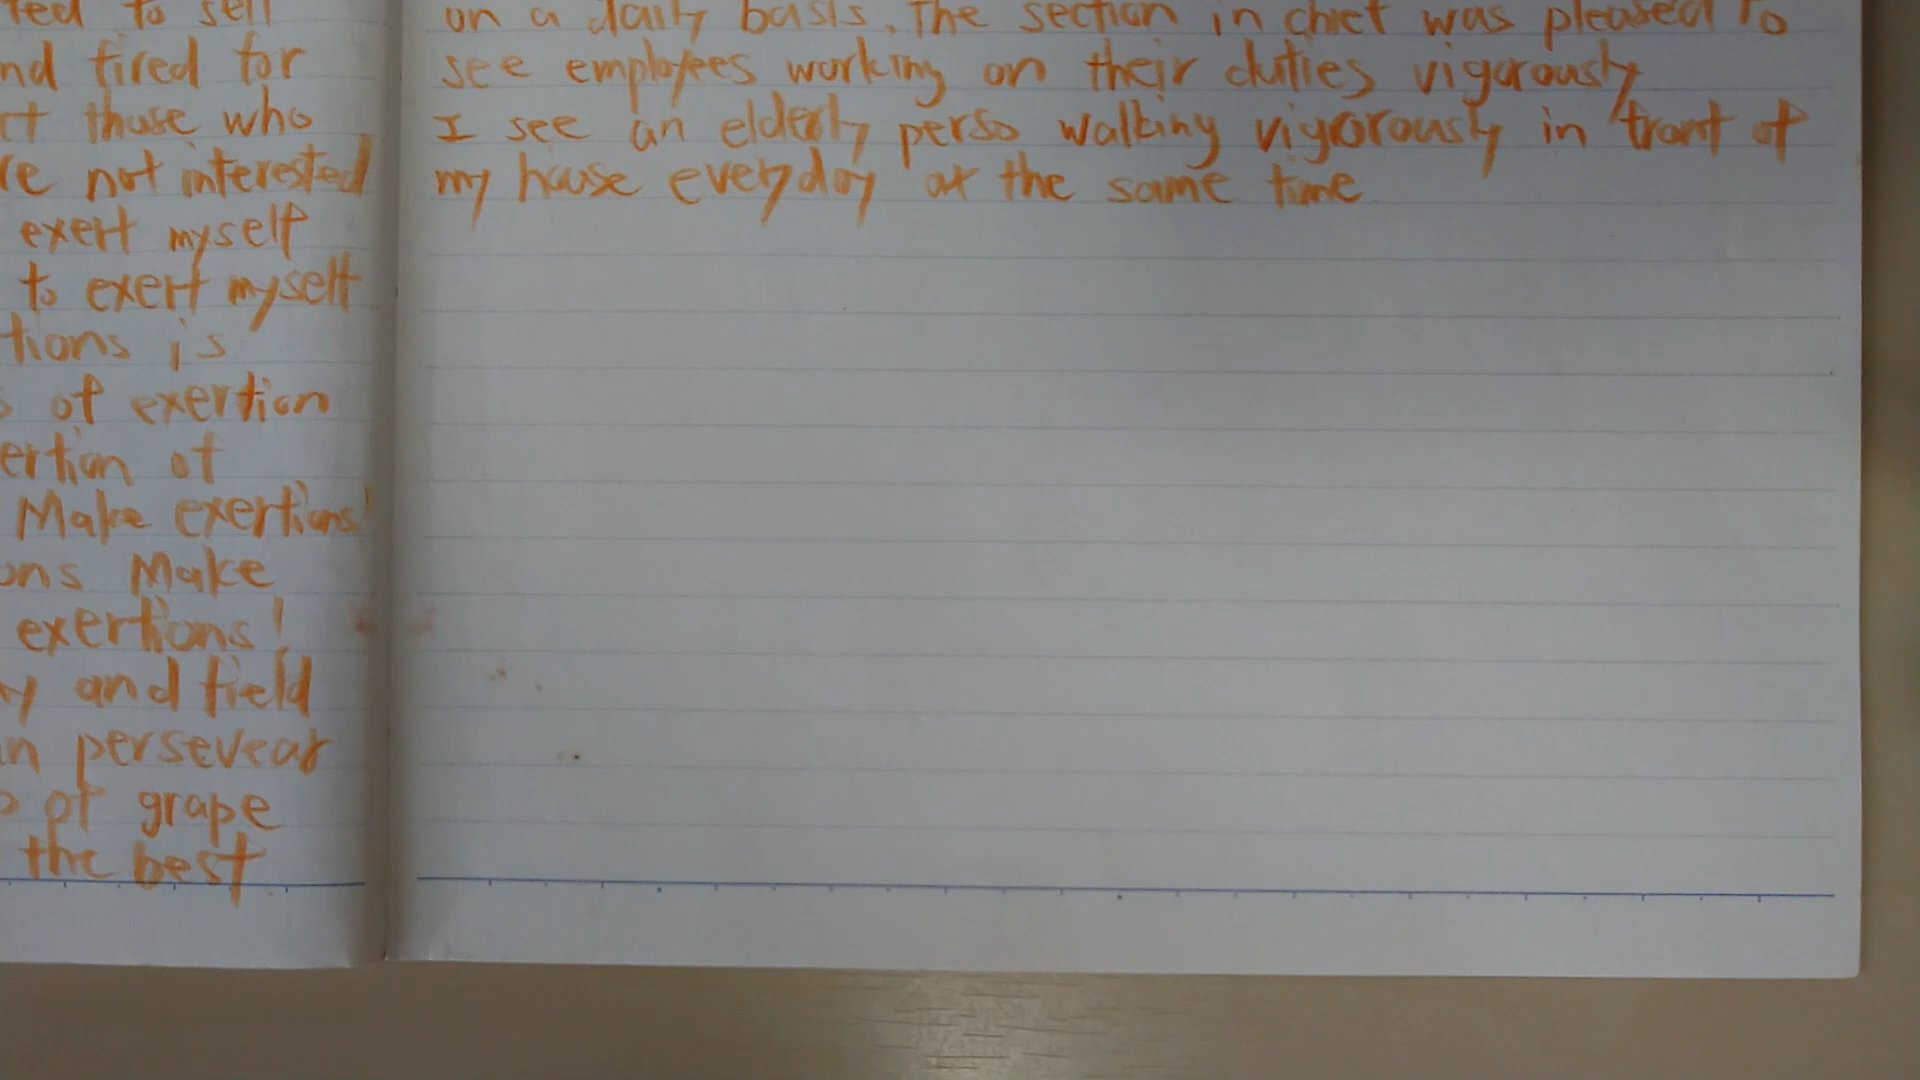 ted to sell
nd fired for
ct those who
re not interested
exert myself
to exert myself
tions is
s of exertion
ertion of
Make exertions!
ons Make
exertions!
y and field
in persevear
of grape
the best
on a daily basis. The section in chief was pleased to
see employees working on their duties vigorously
I see an elderly perso walking vigorously in front of
my house everyday at the same time